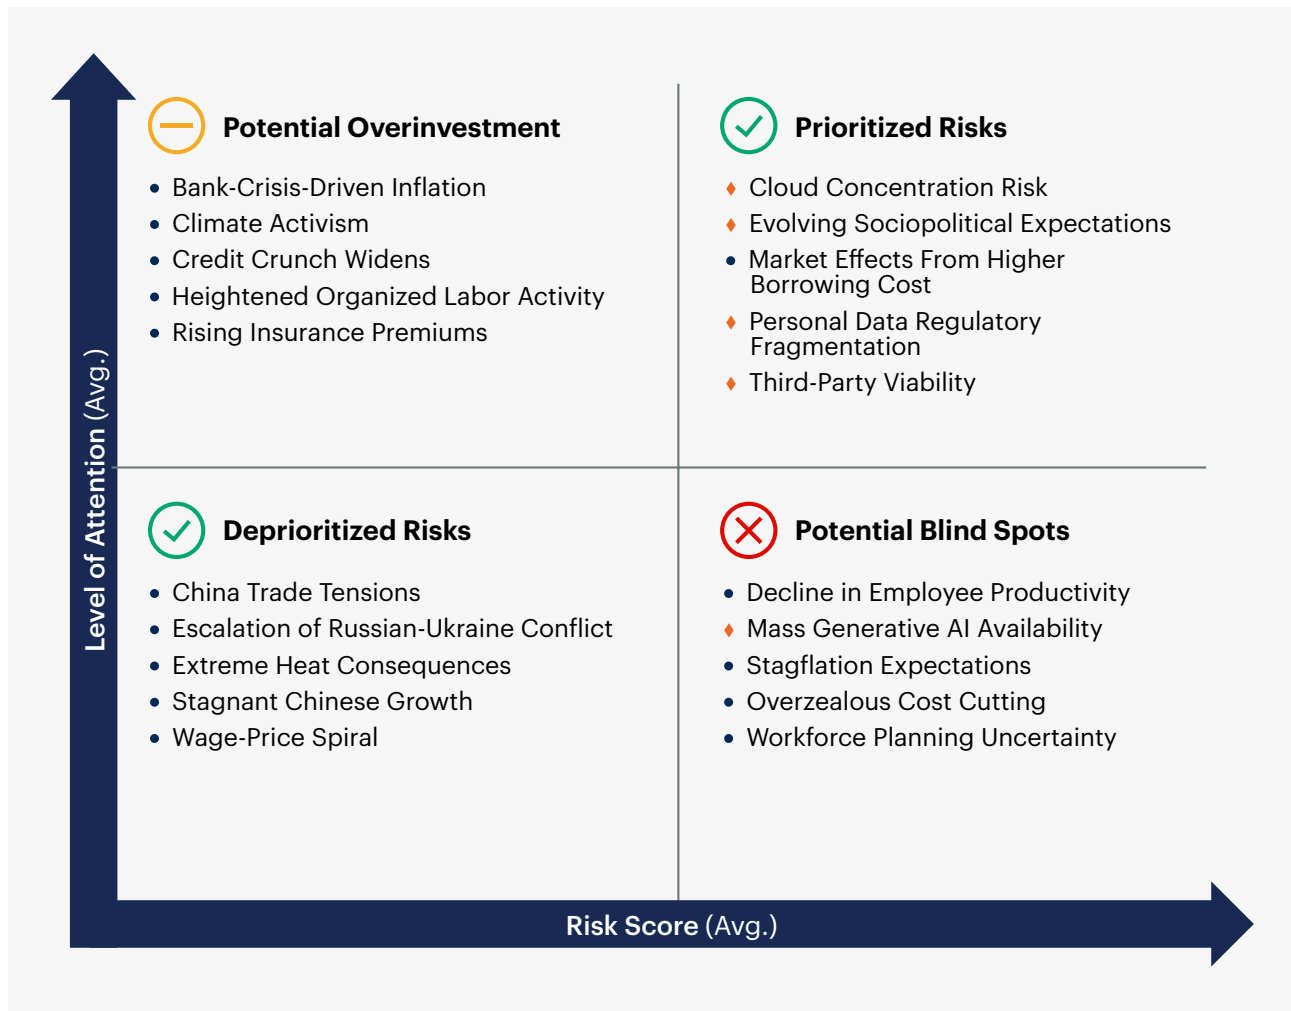 Potential Overinvestment
Bank-Crisis-Driven Inflation
Climate Activism
Credit Crunch Widens
Heightened Organized Labor Activity
Rising Insurance Premiums
Prioritized Risks
Cloud Concentration Risk
Evolving Sociopolitical Expectations
Market Effects From Higher
Borrowing Cost
Personal Data Regulatory
Fragmentation
Third-Party Viability
Level of Attention (Avg.)
Deprioritized Risks
China Trade Tensions
Escalation of Russian-Ukraine Conflict
Extreme Heat Consequences
Stagnant Chinese Growth
Wage-Price Spiral
Potential Blind Spots
Decline in Employee Productivity
Mass Generative AI Availability
Stagflation Expectations
Overzealous Cost Cutting
Workforce Planning Uncertainty
Risk Score (Avg.)